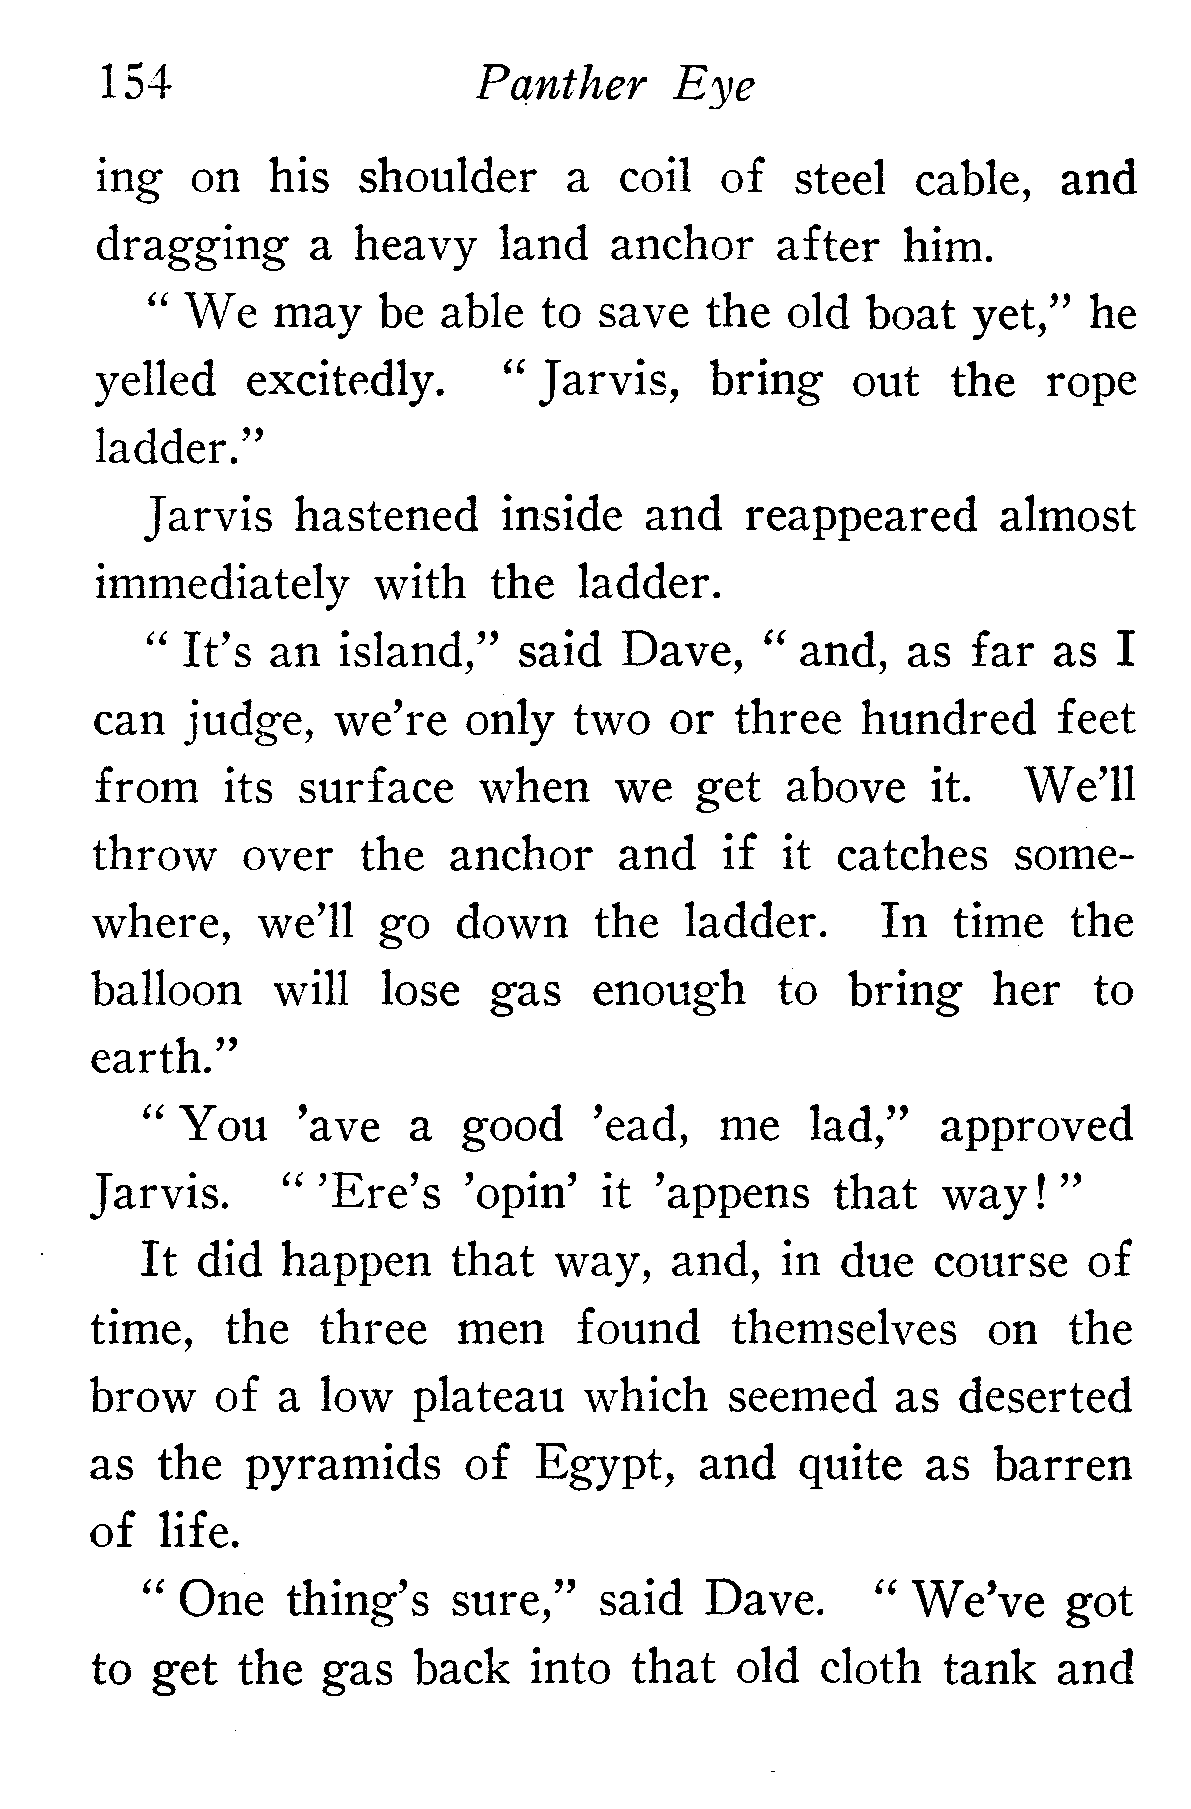 154 Panther Eye
ing on his shoulder a coil of steel cable, and
dragging a heavy land anchor after him.
“ We may be able to save the old boat yet,” he
yelled excitedly. “ Jarvis, bring out the rope
ladder.”
Jarvis hastened inside and reappeared almost
immediately with the ladder.
“ It’s an island,” said Dave, “ and, as far as I
can judge, we’re only two or three hundred feet
from its surface when we get above it. We’ll
throw over the anchor and if it catches some-
where, we’ll go down the ladder. In time the
balloon will lose gas enough to bring her to
earth.”
“ You ’ave a good ’ead, me lad,” approved
Jarvis. “ ’Ere’s ’opin’ it ’appens that way! ”
It did happen that way, and, in due course of
time, the three men found themselves on the
brow of a low plateau which seemed as deserted
as the pyramids of Egypt, and quite as barren
of life.
“ One thing’s sure,” said Dave. “ We’ve got
to get the gas back into that old cloth tank and